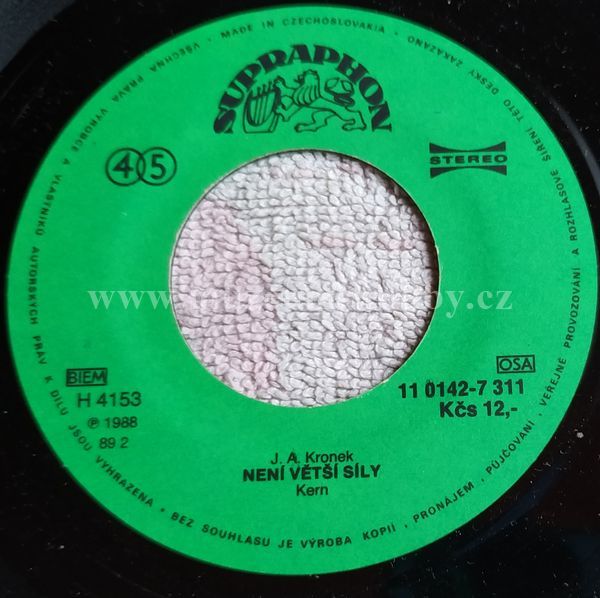 VŠECHNA PRÁVA VÝROBCE A VLASTNÍKŮ AUTORSKÝCH PRÁV K DÍLU JSOU VYHRAZENA • BEZ SOUHLASU JE VÝROBA KOPIÍ, PRONÁJEM, PŮJČOVÁNÍ, VEŘEJNÉ PROVOZOVÁNÍ A ROZHLASOVÉ ŠÍŘENÍ TÉTO DESKY ZAKÁZÁNO • MADE IN CZECHOSLOVAKIA •
SUPRAPHON
45
STEREO
BIEM
H 4153
℗ 1988
89 2
OSA
11 0142-7 311
Kčs 12,-
J. A. Kronek
NENÍ VĚTŠÍ SÍLY
Kern